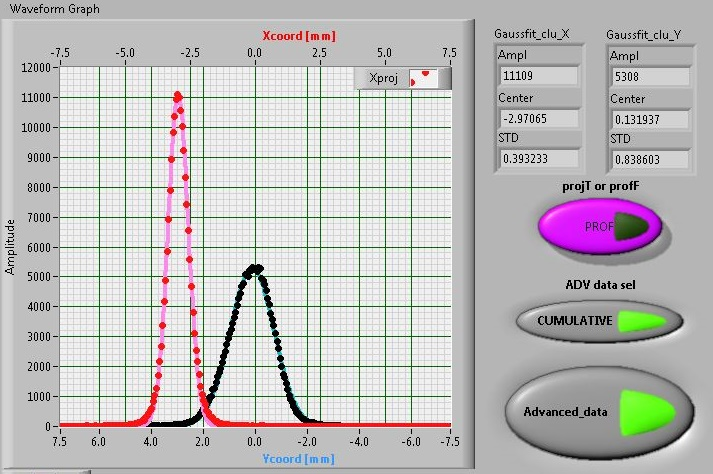 Waveform Graph
Xcoord [mm]
-7.5 -5.0 -2.5 0.0 2.5 5.0 7.5
Xproj
Amplitude
12000
11000
10000
9000
8000
7000
6000
5000
4000
3000
2000
1000
0
7.5 6.0 4.0 2.0 0.0 -2.0 -4.0 -6.0 -7.5
Ycoord [mm]
Gaussfit_clu_X
Ampl
11109
Center
-2.97065
STD
0.393233
Gaussfit_clu_Y
Ampl
5308
Center
0.131937
STD
0.838603
projT or profF
PROF
ADV data sel
CUMULATIVE
Advanced_data